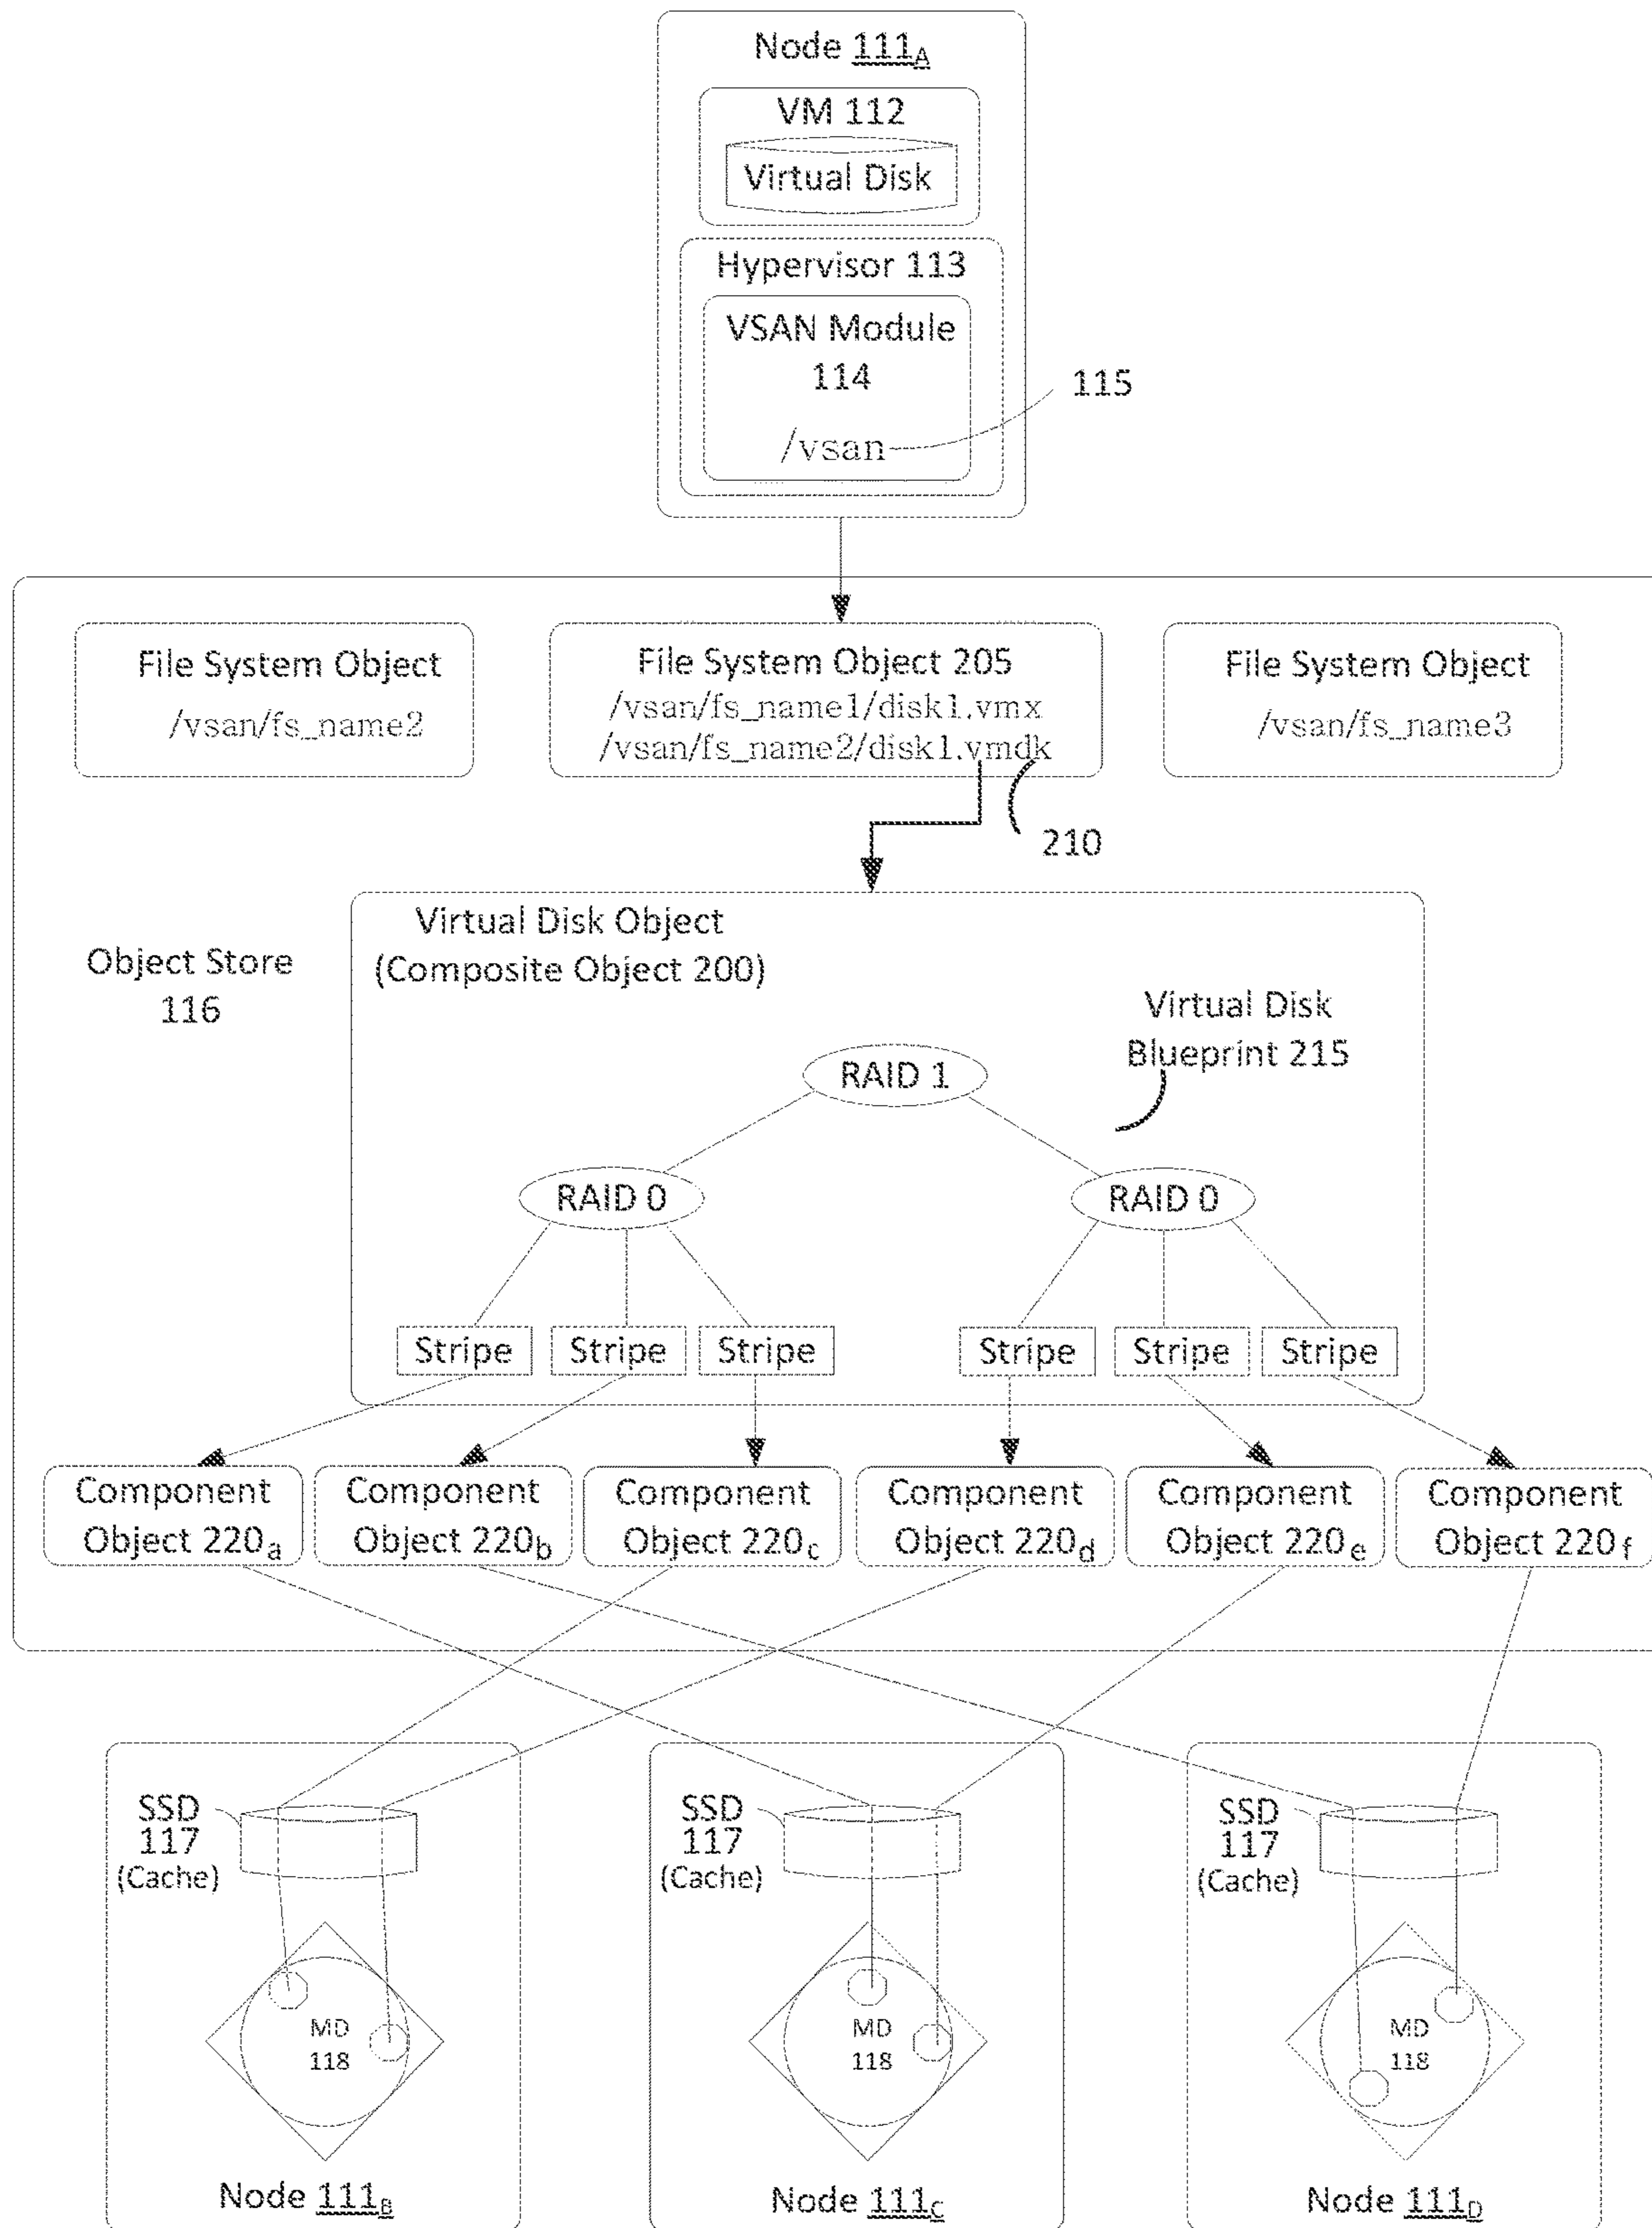 Node 111A
VM 112
Virtual Disk
Hypervisor 113
VSAN Module
114
/vsan
115
File System Object
/vsan/fs_name2
File System Object 205
/vsan/fs_name1/disk1.vmx
/vsan/fs_name2/disk1.vmdk
File System Object
/vsan/fs_name3
210
Object Store
116
Virtual Disk Object
(Composite Object 200)
Virtual Disk
Blueprint 215
RAID 1
RAID 0
RAID 0
Stripe
Stripe
Stripe
Stripe
Stripe
Stripe
Component
Object 220a
Component
Object 220b
Component
Object 220c
Component
Object 220d
Component
Object 220e
Component
Object 220f
SSD
117
(Cache)
MD
118
Node 111B
SSD
117
(Cache)
MD
118
Node 111C
SSD
117
(Cache)
MD
118
Node 111D